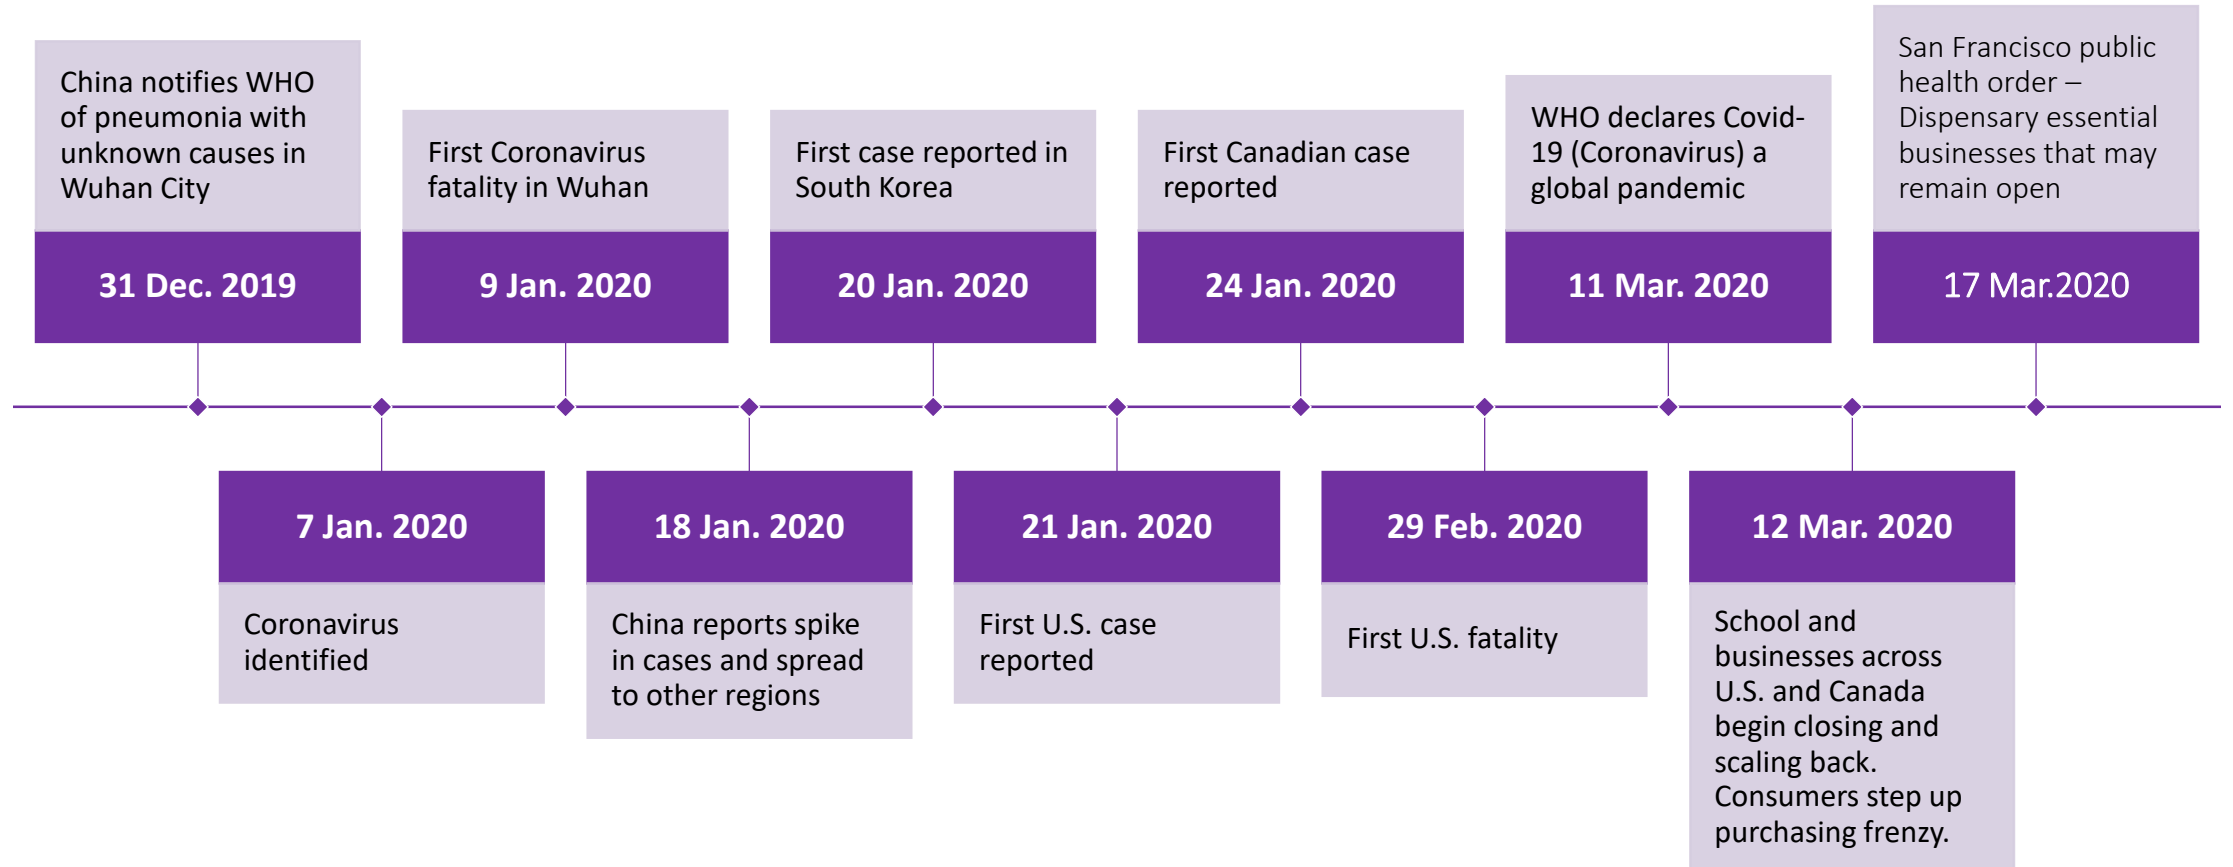 China notifies WHO
of pneumonia with
unknown causes in
Wuhan City
31 Dec. 2019
7 Jan. 2020
Coronavirus
identified
First Coronavirus
fatality in Wuhan
9 Jan. 2020
18 Jan. 2020
China reports spike
in cases and spread
to other regions
First case reported in
South Korea
20 Jan. 2020
21 Jan. 2020
First U.S. case
reported
First Canadian case
reported
24 Jan. 2020
29 Feb. 2020
First U.S. fatality
WHO declares Covid-
19 (Coronavirus) a
global pandemic
11 Mar. 2020
12 Mar. 2020
School and
businesses across
U.S. and Canada
begin closing and
scaling back.
Consumers step up
purchasing frenzy.
San Francisco public
health order –
Dispensary essential
businesses that may
remain open
17 Mar.2020